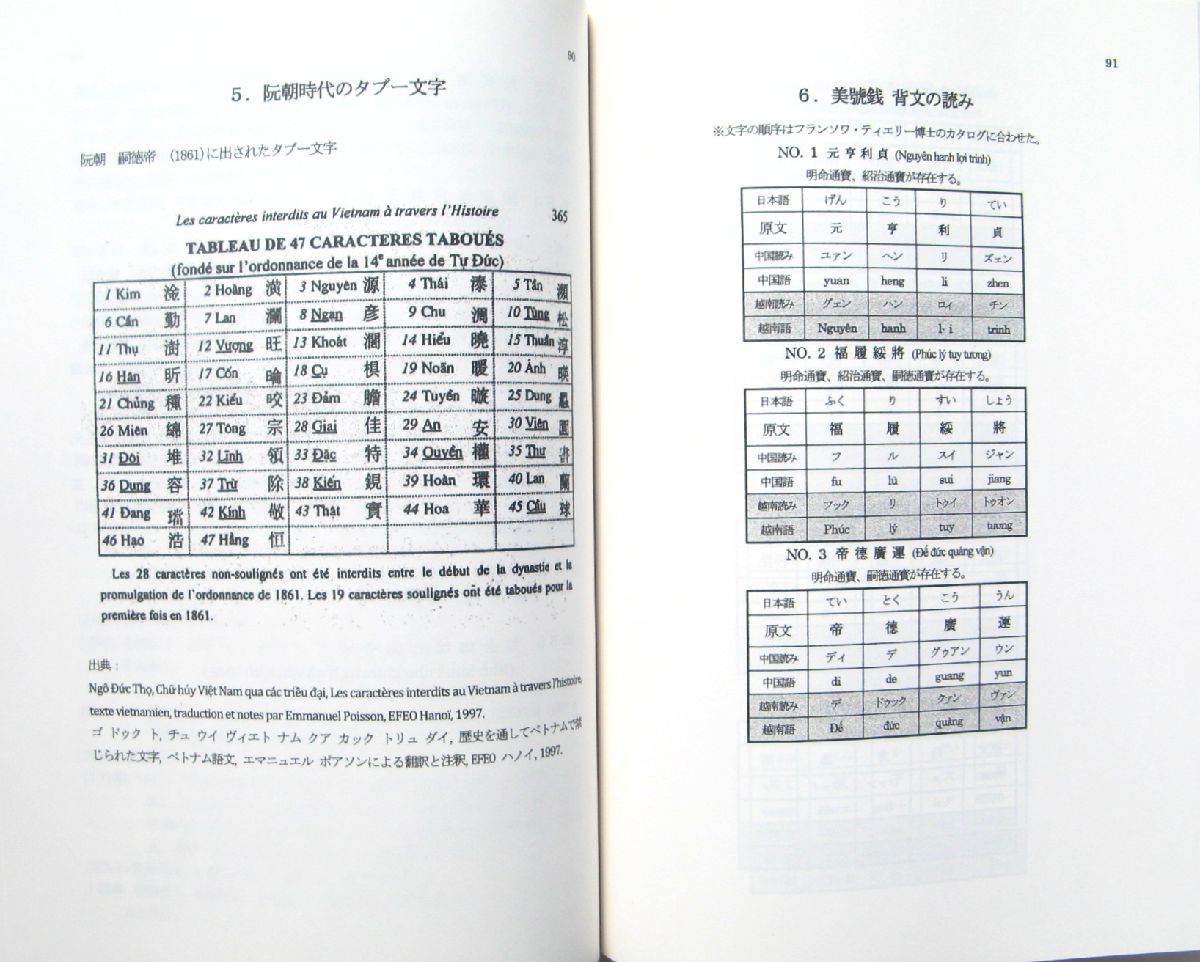 90
5．阮朝時代のタブー文字
阮朝　嗣徳帝　(1861)に出されたタブー文字
Les caractères interdits au Vietnam à travers l'Histoire 365
TABLEAU DE 47 CARACTERES TABOUÉS
(fondé sur l'ordonnance de la 14e année de Tự Đức)
1 Kim 淦 2 Hoàng 潢 3 Nguyên 源 4 Thái 溙 5 Tần 瀕
6 Cần 勤 7 Lan 瀾 8 Ngạn 彦 9 Chu 淍 10 Tùng 松
11 Thụ 澍 12 Vượng 旺 13 Khoát 濶 14 Hiểu 曉 15 Thuần 淳
16 Hân 昕 17 Cốn 睔 18 Cụ 椇 19 Noãn 暖 20 Ánh 暎
21 Chủng 種 22 Kiểu 皎 23 Đảm 膽 24 Tuyền 璇 25 Dung
26 Miên 綿 27 Tông 宗 28 Giai 佳 29 An 安 30 Viên
31 Đôi 堆 32 Lĩnh 領 33 Đặc 特 34 Quyền 權 35 Thư 書
36 Dung 容 37 Trừ 除 38 Kiến 鋧 39 Hoàn 環 40 Lan 蘭
41 Đang 璫 42 Kính 敬 43 Thật 實 44 Hoa 華 45 Cầu 球
46 Hạo 浩 47 Hằng 恒
Les 28 caractères non-soulignés ont été interdits entre le début de la dynastie et la
promulgation de l'ordonnance de 1861. Les 19 caractères soulignés ont été taboués pour la
première fois en 1861.
出典：
Ngô Đức Thọ, Chữ húy Việt Nam qua các triều đại, Les caractères interdits au Vietnam à travers l'histoire,
texte vietnamien, traduction et notes par Emmanuel Poisson, EFEO Hanoï, 1997.
ゴ ドゥク ト, チュ ウイ ヴィエト ナム クア カック トリュ ダイ, 歴史を通してベトナムで禁
じられた文字, ベトナム語文, エマニュエル ポアソンによる翻訳と注釈, EFEO ハノイ, 1997.
91
6．美號銭 背文の読み
※文字の順序はフランソワ・ティエリー博士のカタログに合わせた。
NO. 1 元 亨 利 貞 (Nguyên hanh lợi trinh)
明命通寶、紹治通寶が存在する。
日本語 げん こう り てい
原文 元 亨 利 貞
中国読み ユァン ヘン リ ズェン
中国語 yuan heng li zhen
越南読み グェン ハン ロィ チン
越南語 Nguyên hanh lợi trinh
NO. 2 福 履 綏 將 (Phúc lý tuy tương)
明命通寶、紹治通寶、嗣徳通寶が存在する。
日本語 ふく り すい しょう
原文 福 履 綏 將
中国読み フ ル スイ ジャン
中国語 fu lü sui jiang
越南読み フック リ トゥイ トゥオン
越南語 Phúc lý tuy tương
NO. 3 帝 德 廣 運 (Đế đức quảng vận)
明命通寶、嗣徳通寶が存在する。
日本語 てい とく こう うん
原文 帝 德 廣 運
中国読み ディ デ グゥアン ウン
中国語 di de guang yun
越南読み デ ドゥック クァン ヴァン
越南語 Đế đức quảng vận